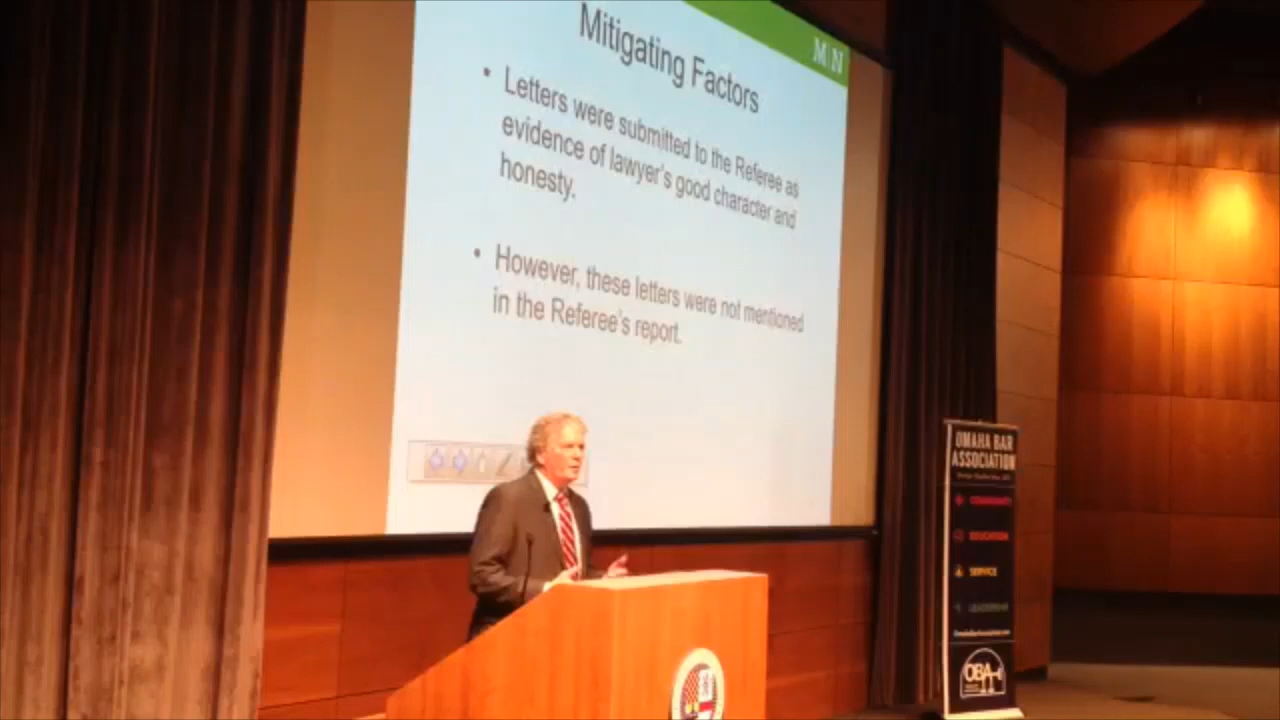 M N
Mitigating Factors
• Letters were submitted to the Referee as
evidence of lawyer's good character and
honesty.
• However, these letters were not mentioned
in the Referee's report.
OMAHA BAR
ASSOCIATION
COMMUNITY
EDUCATION
SERVICE
LEADERSHIP
OBA